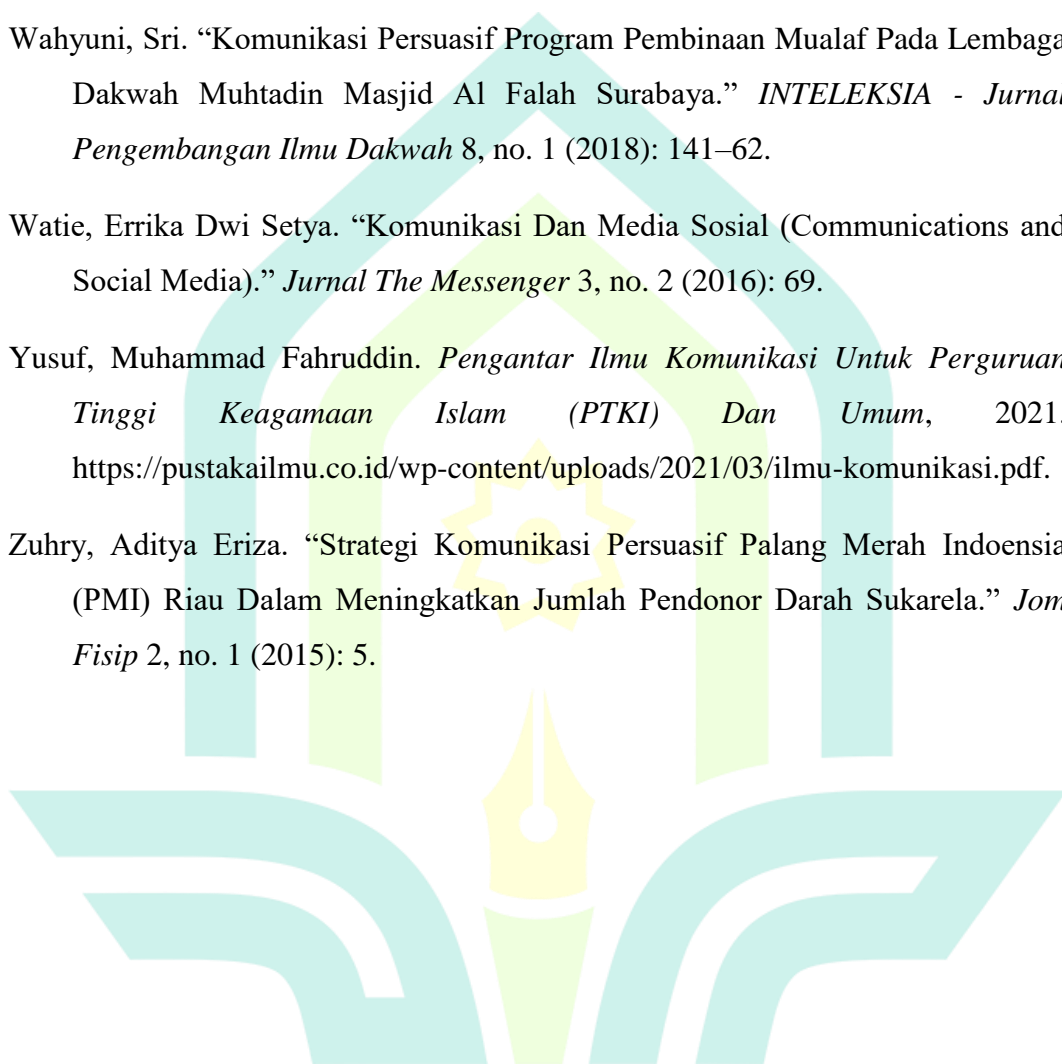 Wahyuni, Sri. “Komunikasi Persuasif Program Pembinaan Mualaf Pada Lembaga
Dakwah Muhtadin Masjid Al Falah Surabaya.” INTELEKSIA - Jurnal
Pengembangan Ilmu Dakwah 8, no. 1 (2018): 141–62.
Watie, Errika Dwi Setya. “Komunikasi Dan Media Sosial (Communications and
Social Media).” Jurnal The Messenger 3, no. 2 (2016): 69.
Yusuf, Muhammad Fahruddin. Pengantar Ilmu Komunikasi Untuk Perguruan
Tinggi Keagamaan Islam (PTKI) Dan Umum, 2021.
https://pustakailmu.co.id/wp-content/uploads/2021/03/ilmu-komunikasi.pdf.
Zuhry, Aditya Eriza. “Strategi Komunikasi Persuasif Palang Merah Indoensia
(PMI) Riau Dalam Meningkatkan Jumlah Pendonor Darah Sukarela.” Jom
Fisip 2, no. 1 (2015): 5.